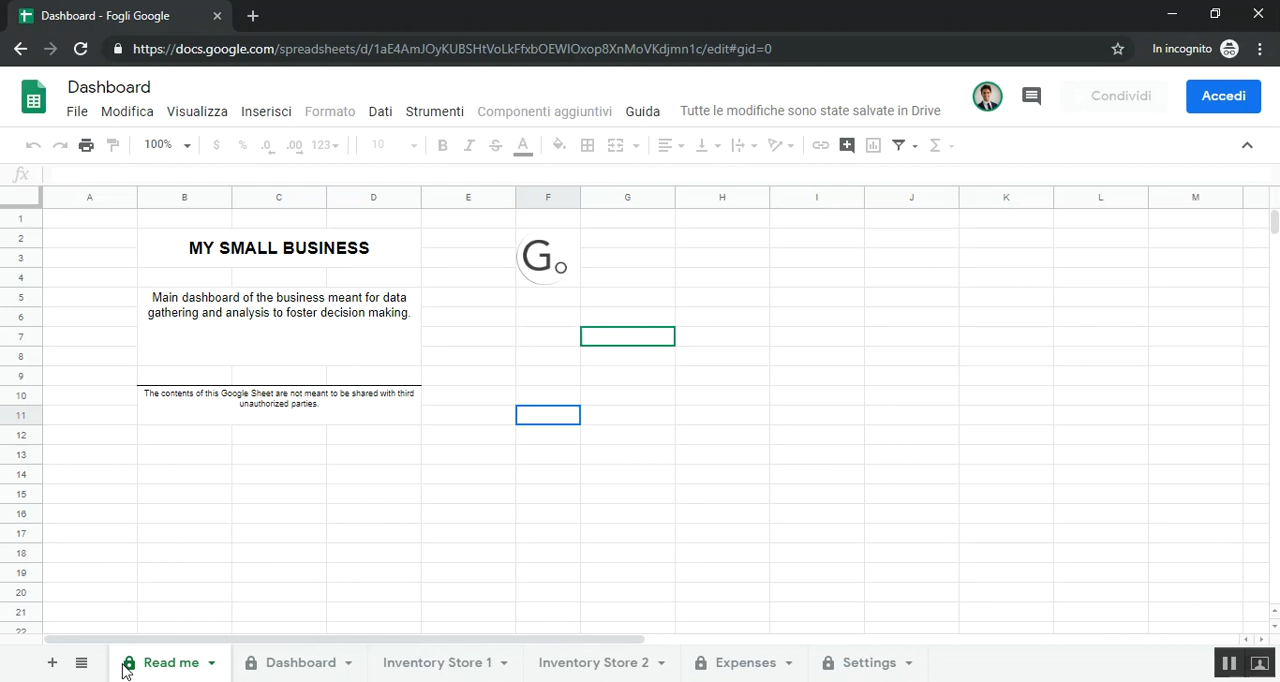 Dashboard - Fogli Google
https://docs.google.com/spreadsheets/d/1aE4AmJOyKUBSHtVoLkFfxbOEWIOxop8XnMoVKdjmn1c/edit#gid=0
In incognito
Dashboard
File Modifica Visualizza Inserisci Formato Dati Strumenti Componenti aggiuntivi Guida Tutte le modifiche sono state salvate in Drive
Condividi
Accedi
100% $ % .0 .00 123 10 B I S A Σ
fx
A B C D E F G H I J K L M
1
2
MY SMALL BUSINESS
G.
3
4
5
Main dashboard of the business meant for data
gathering and analysis to foster decision making.
6
7
8
9
10
The contents of this Google Sheet are not meant to be shared with third
unauthorized parties.
11
12
13
14
15
16
17
18
19
20
21
22
+ Read me Dashboard Inventory Store 1 Inventory Store 2 Expenses Settings